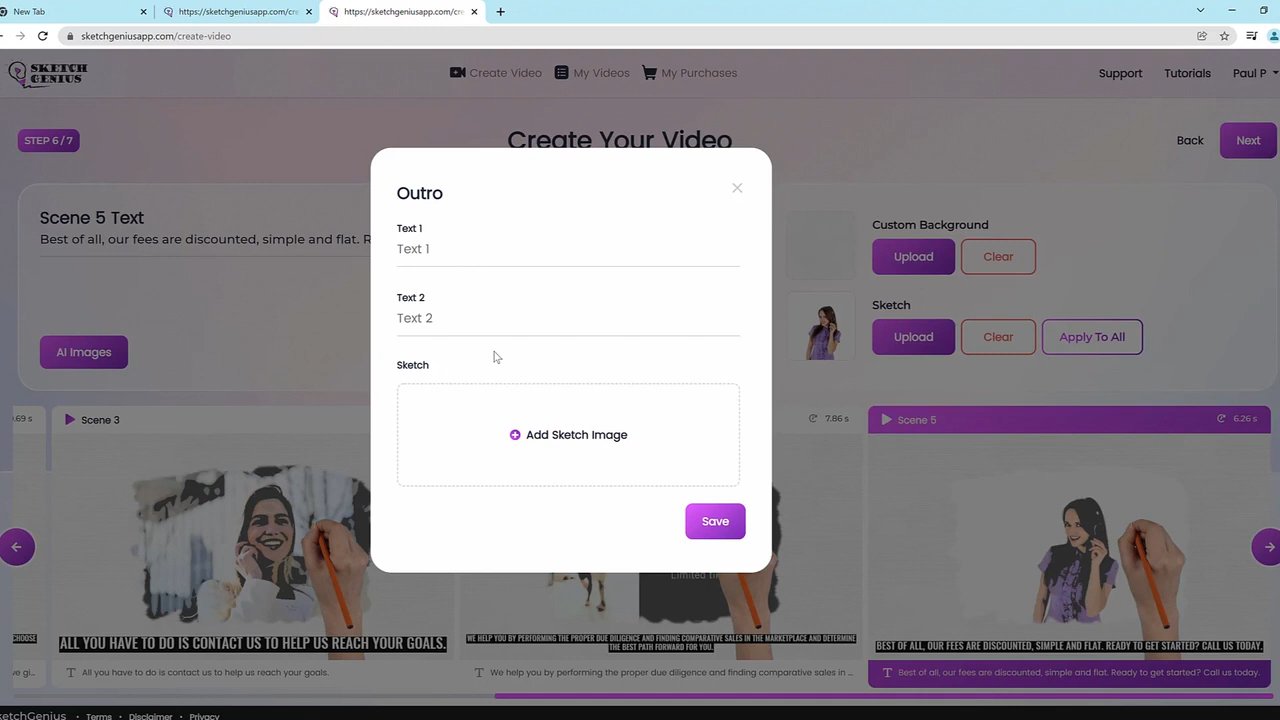 New Tab
https://sketchgeniusapp.com/cre
https://sketchgeniusapp.com/cre
sketchgeniusapp.com/create-video
SKETCH
GENIUS
Create Video
My Videos
My Purchases
Support
Tutorials
Paul P
STEP 6 / 7
Create Your Video
Back
Next
Scene 5 Text
Best of all, our fees are discounted, simple and flat. R
AI Images
Custom Background
Upload
Clear
Sketch
Upload
Clear
Apply To All
Outro
Text 1
Text 1
Text 2
Text 2
Sketch
Add Sketch Image
Save
0.69 s
Scene 3
7.86 s
Scene 5
6.26 s
Limited ti
CHOOSE
ALL YOU HAVE TO DO IS CONTACT US TO HELP US REACH YOUR GOALS.
WE HELP YOU BY PERFORMING THE PROPER DUE DILIGENCE AND FINDING COMPARATIVE SALES IN THE MARKETPLACE AND DETERMINE
THE BEST PATH FORWARD FOR YOU.
BEST OF ALL, OUR FEES ARE DISCOUNTED, SIMPLE AND FLAT. READY TO GET STARTED? CALL US TODAY.
e gi...
All you have to do is contact us to help us reach your goals.
We help you by performing the proper due diligence and finding comparative sales in ...
Best of all, our fees are discounted, simple and flat. Ready to get started? Call us today.
ketchGenius
Terms
Disclaimer
Privacy